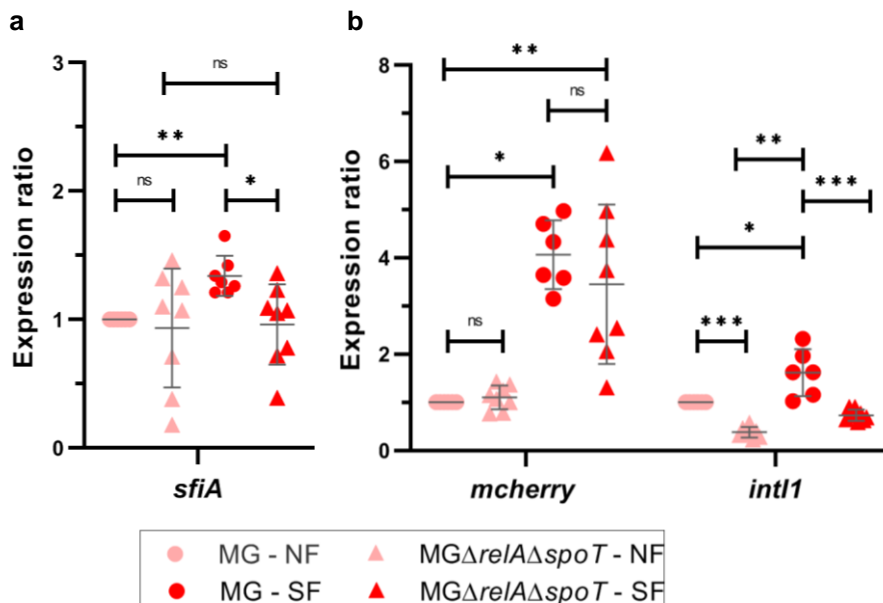 a
b
Expression ratio
3
2
1
0
ns
**
ns
*
sfiA
Expression ratio
8
6
4
2
0
**
ns
*
ns
**
***
*
***
mcherry
intI1
MG - NF
MGΔrelAΔspoT - NF
MG - SF
MGΔrelAΔspoT - SF